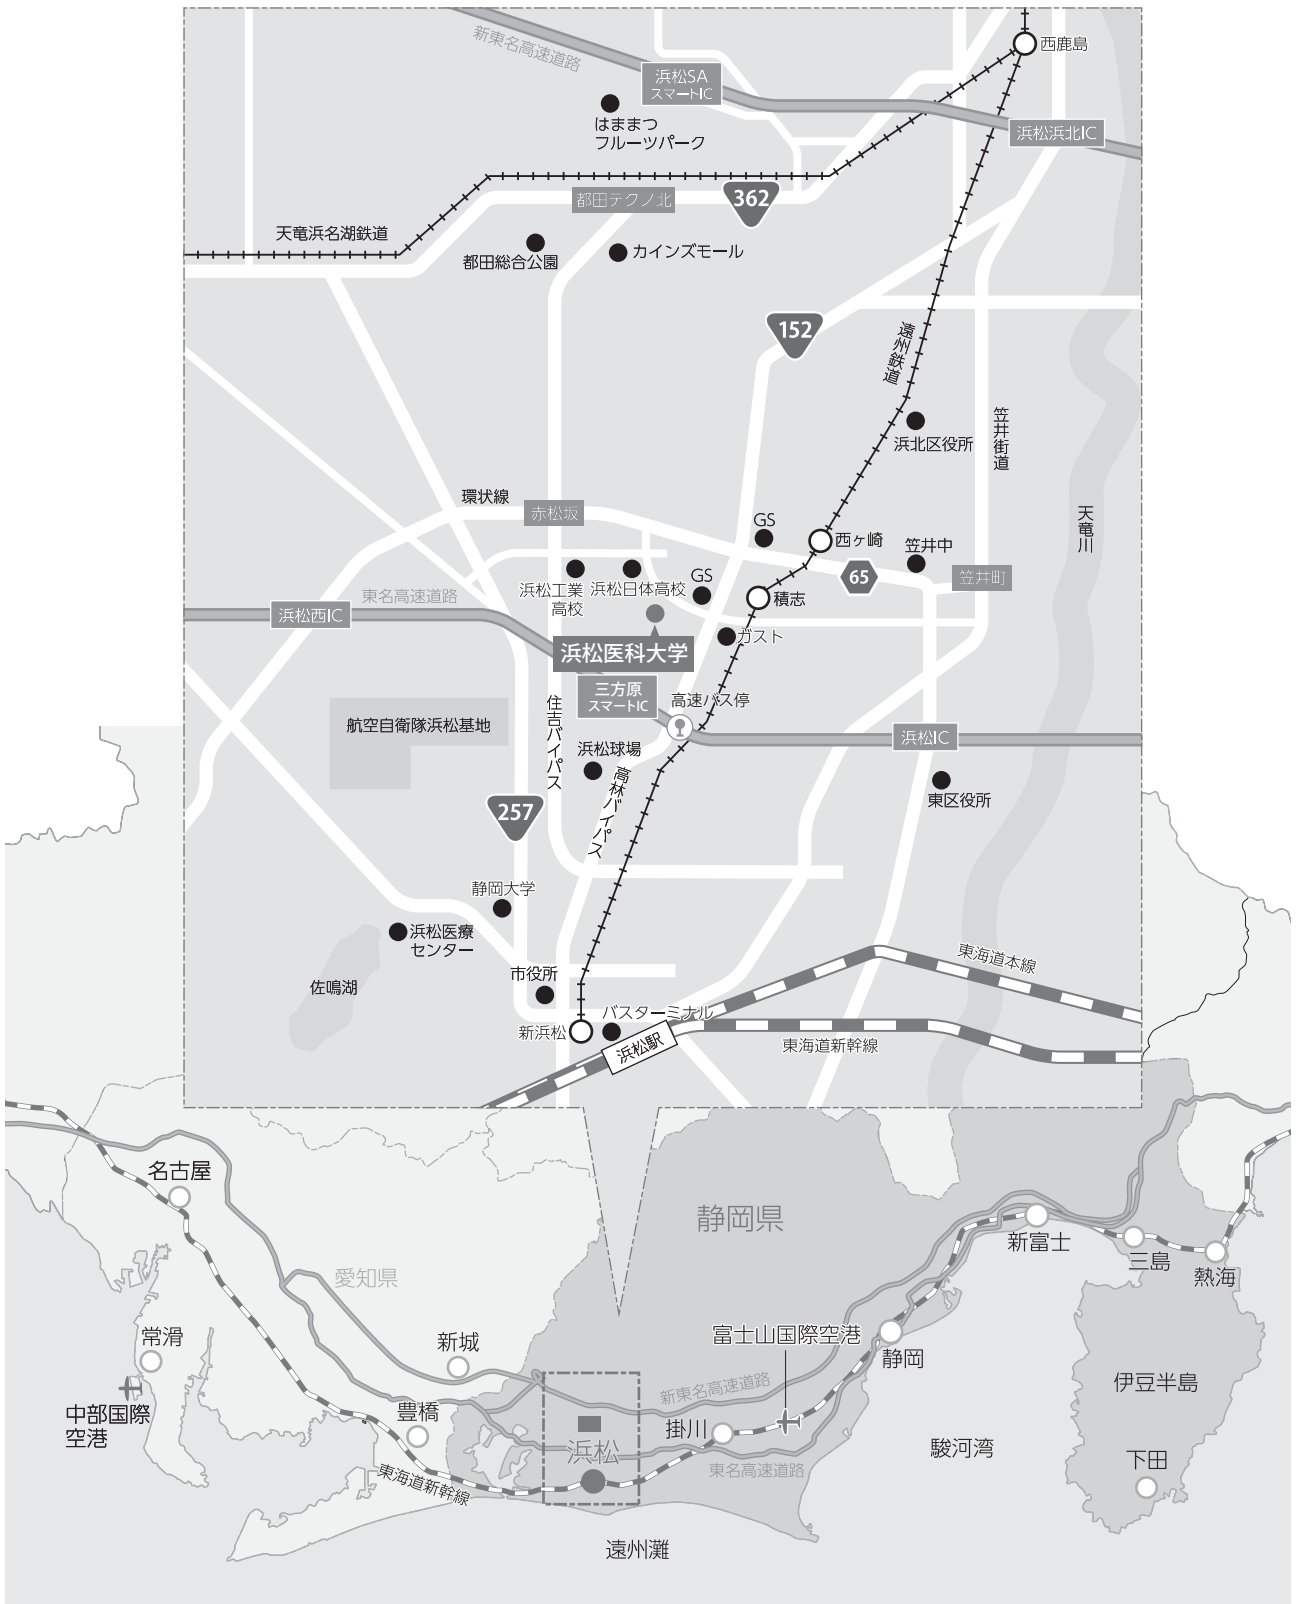 西鹿島
新東名高速道路
浜松SA
スマートIC
はままつ
フルーツパーク
浜松浜北IC
都田テクノ北
362
天竜浜名湖鉄道
都田総合公園
カインズモール
152
遠州鉄道
浜北区役所
笠井街道
環状線
赤松坂
GS
西ヶ崎
笠井中
天竜川
浜松工業
高校
浜松日体高校
GS
65
笠井町
東名高速道路
浜松西IC
積志
ガスト
浜松医科大学
三方原
スマートIC
高速バス停
住吉バイパス
航空自衛隊浜松基地
浜松IC
浜松球場
高林バイパス
東区役所
257
静岡大学
浜松医療
センター
佐鳴湖
市役所
東海道本線
新浜松
バスターミナル
浜松駅
東海道新幹線
名古屋
静岡県
新富士
三島
熱海
愛知県
常滑
新城
富士山国際空港
静岡
伊豆半島
中部国際
空港
豊橋
新東名高速道路
掛川
浜松
東名高速道路
駿河湾
下田
東海道新幹線
遠州灘